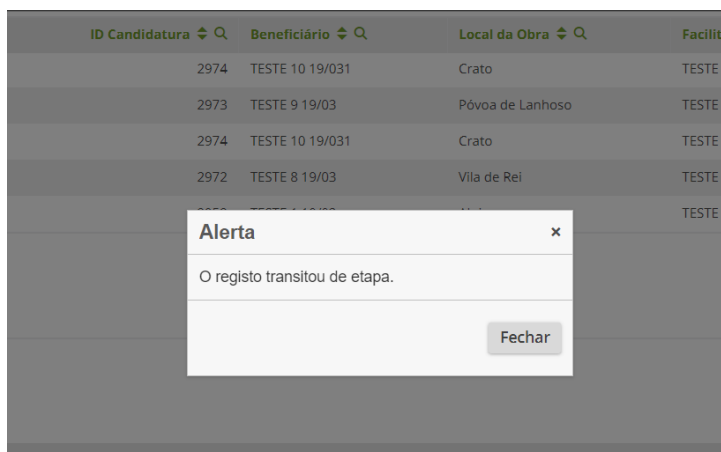 ID Candidatura Beneficiário Local da Obra
2974 TESTE 10 19/031 Crato TESTE
2973 TESTE 9 19/03 Póvoa de Lanhoso TESTE
2974 TESTE 10 19/031 Crato TESTE
2972 TESTE 8 19/03 Vila de Rei TESTE
TESTE
Alerta ×
O registo transitou de etapa.
Fechar